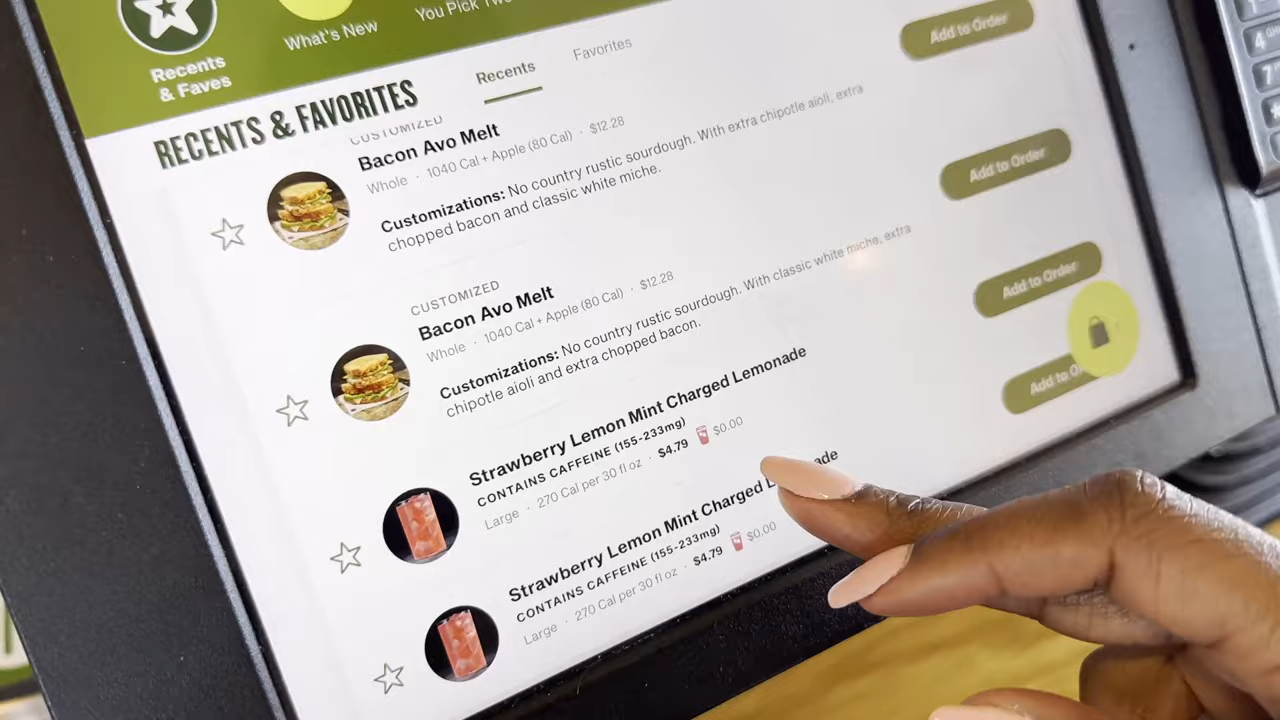 Recents
& Faves
What's New
You Pick Two
RECENTS & FAVORITES
Recents
Favorites
Add to Order
CUSTOMIZED
Bacon Avo Melt
Whole · 1040 Cal + Apple (80 Cal) · $12.28
Customizations: No country rustic sourdough. With extra chipotle aioli, extra
chopped bacon and classic white miche.
Add to Order
CUSTOMIZED
Bacon Avo Melt
Whole · 1040 Cal + Apple (80 Cal) · $12.28
Customizations: No country rustic sourdough. With classic white miche, extra
chipotle aioli and extra chopped bacon.
Add to Order
Strawberry Lemon Mint Charged Lemonade
CONTAINS CAFFEINE (155-233mg)
Large · 270 Cal per 30 fl oz · $4.79 $0.00
Add to O
Strawberry Lemon Mint Charged L ade
CONTAINS CAFFEINE (155-233mg)
Large · 270 Cal per 30 fl oz · $4.79 $0.00
4
7